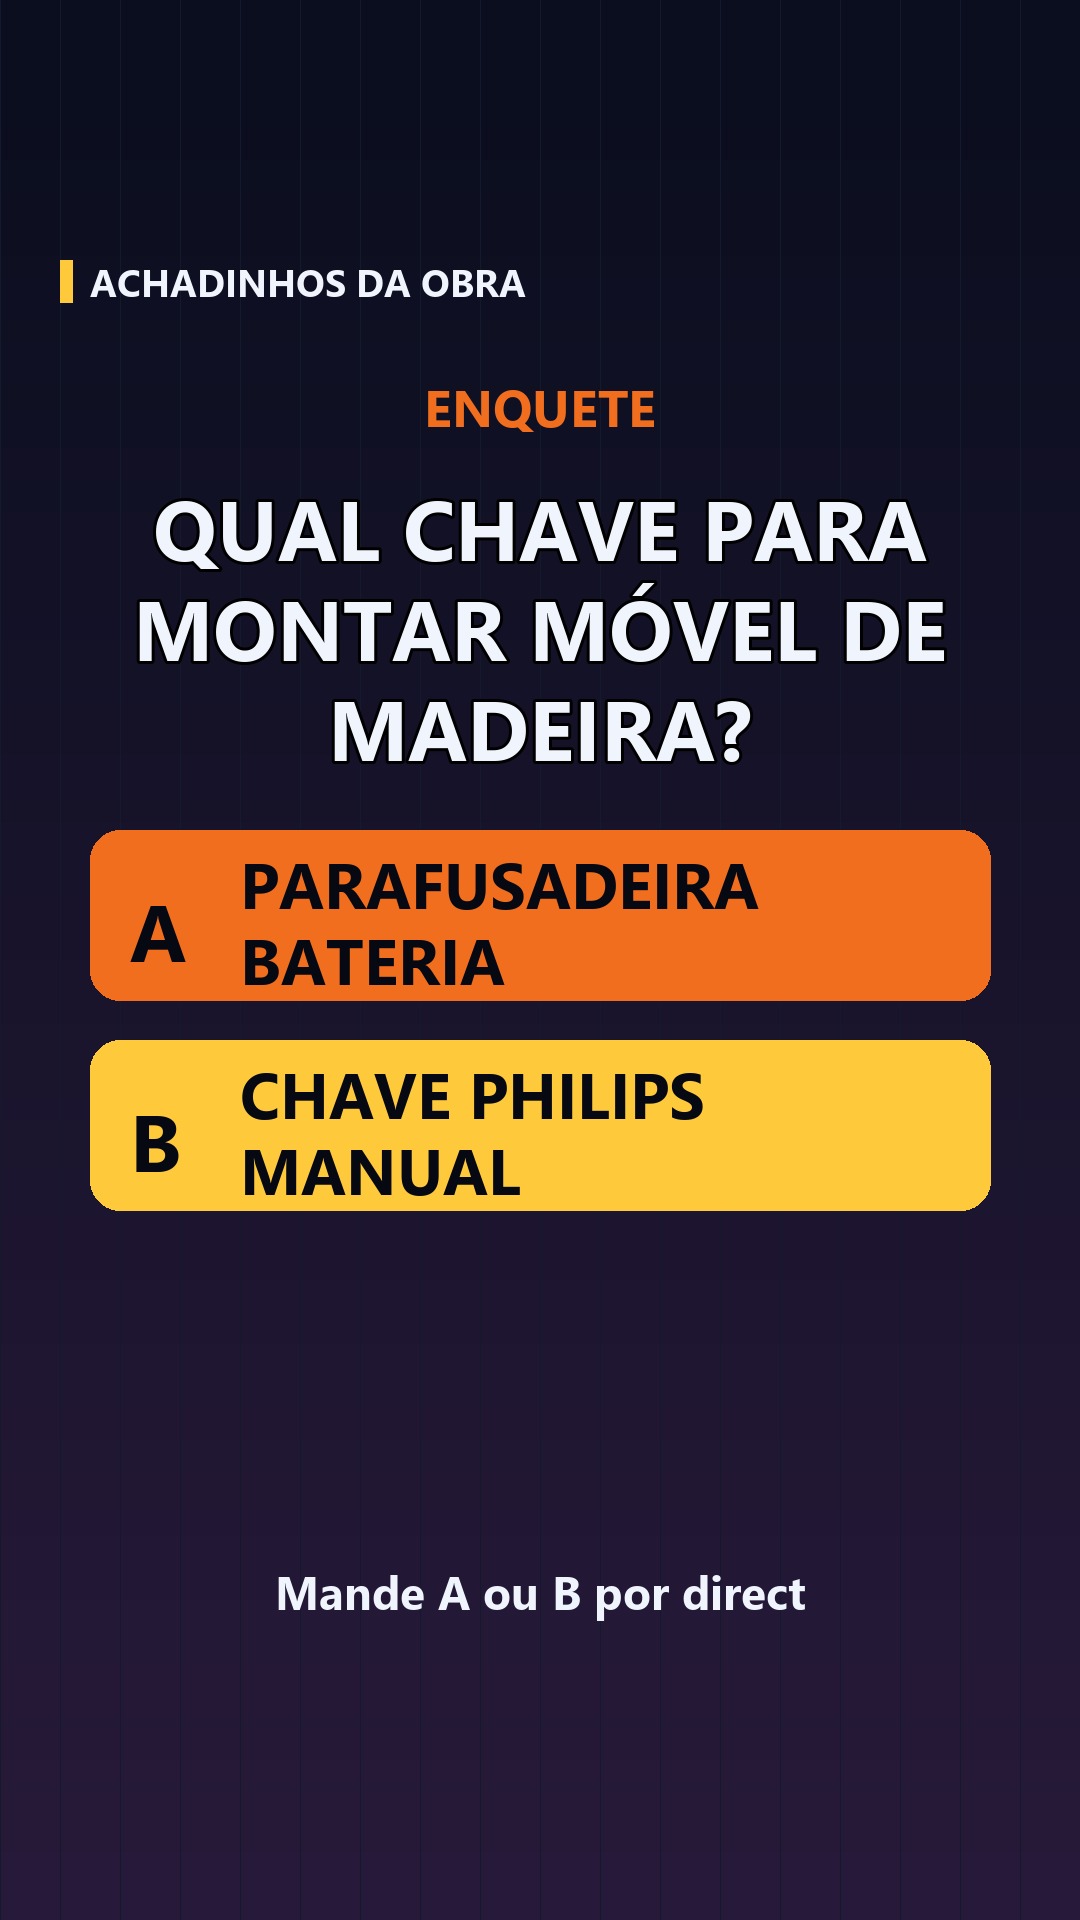 ACHADINHOS DA OBRA
ENQUETE
QUAL CHAVE PARA
MONTAR MÓVEL DE
MADEIRA?
A
PARAFUSADEIRA
BATERIA
B
CHAVE PHILIPS
MANUAL
Mande A ou B por direct